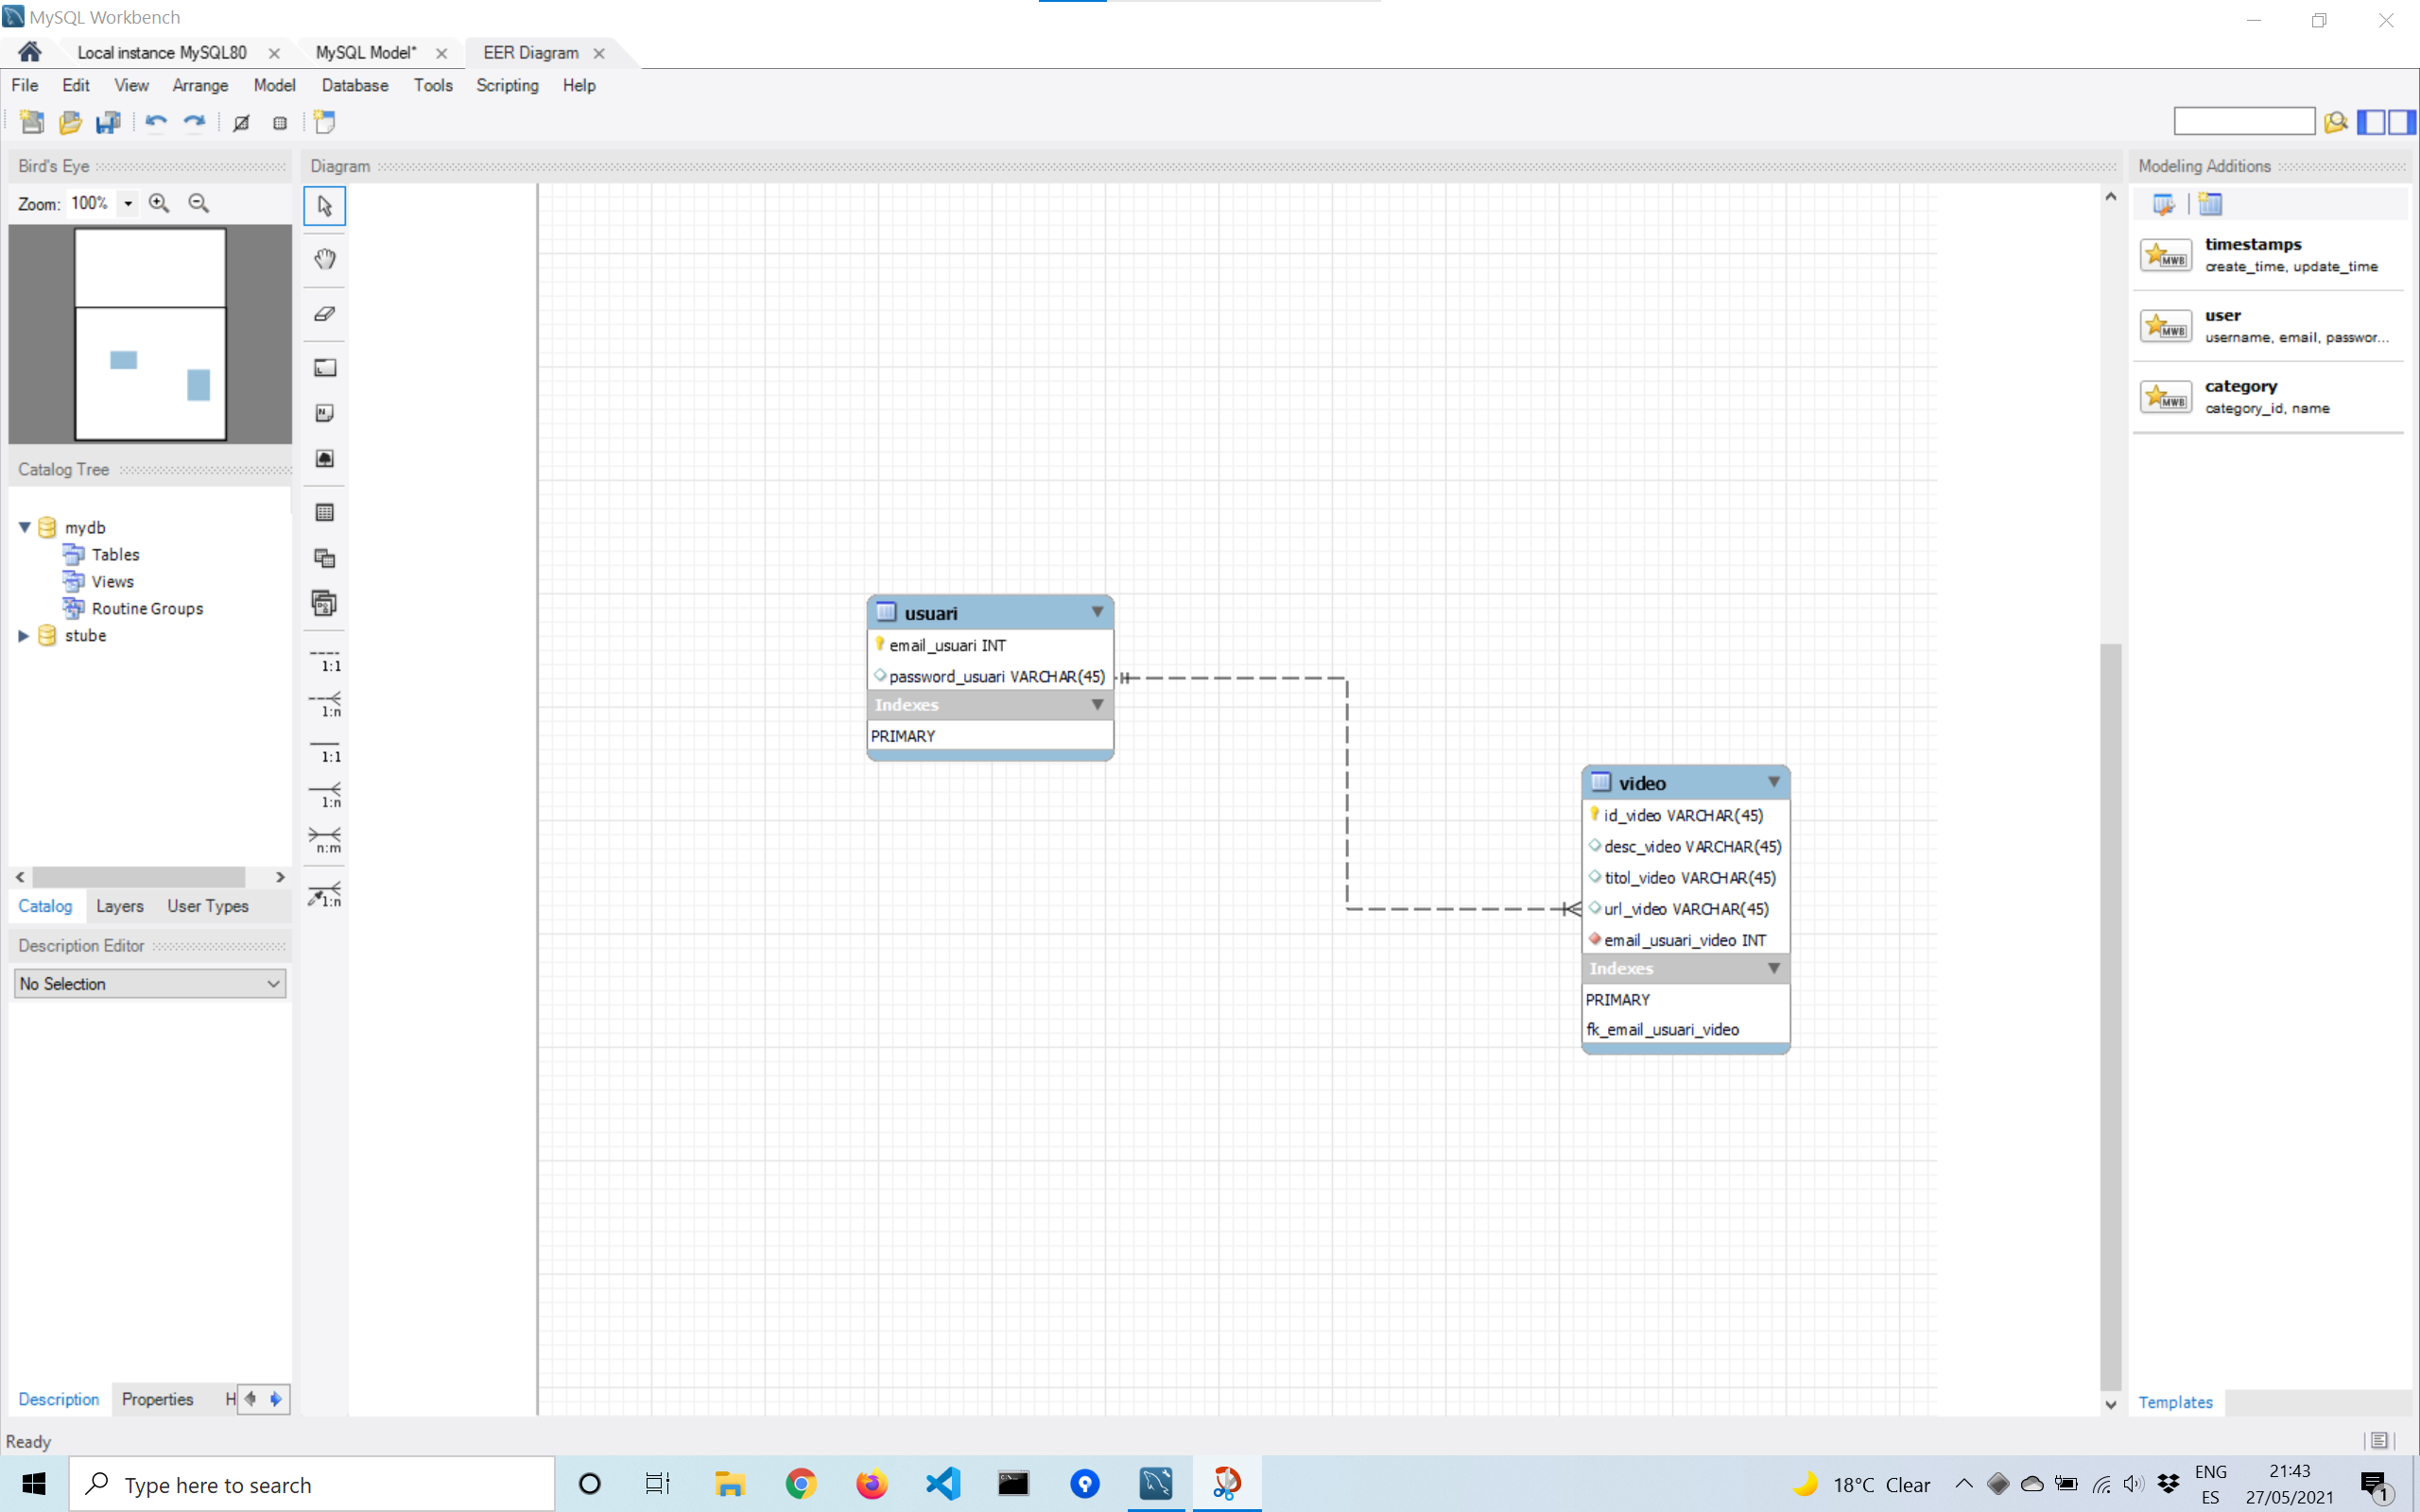 MySQL Workbench
Local instance MySQL80
MySQL Model*
EER Diagram
File Edit View Arrange Model Database Tools Scripting Help
Bird's Eye
Diagram
Modeling Additions
Zoom: 100%
timestamps
create_time, update_time
user
username, email, passwor...
category
category_id, name
MWB
MWB
MWB
Catalog Tree
mydb
Tables
Views
Routine Groups
stube
Catalog Layers User Types
Description Editor
No Selection
Description Properties H
1:1
1:n
1:1
1:n
n:m
1:n
usuari
email_usuari INT
password_usuari VARCHAR(45)
Indexes
PRIMARY
video
id_video VARCHAR(45)
desc_video VARCHAR(45)
titol_video VARCHAR(45)
url_video VARCHAR(45)
email_usuari_video INT
Indexes
PRIMARY
fk_email_usuari_video
Templates
Ready
Type here to search
18°C Clear
ENG
ES
21:43
27/05/2021
1